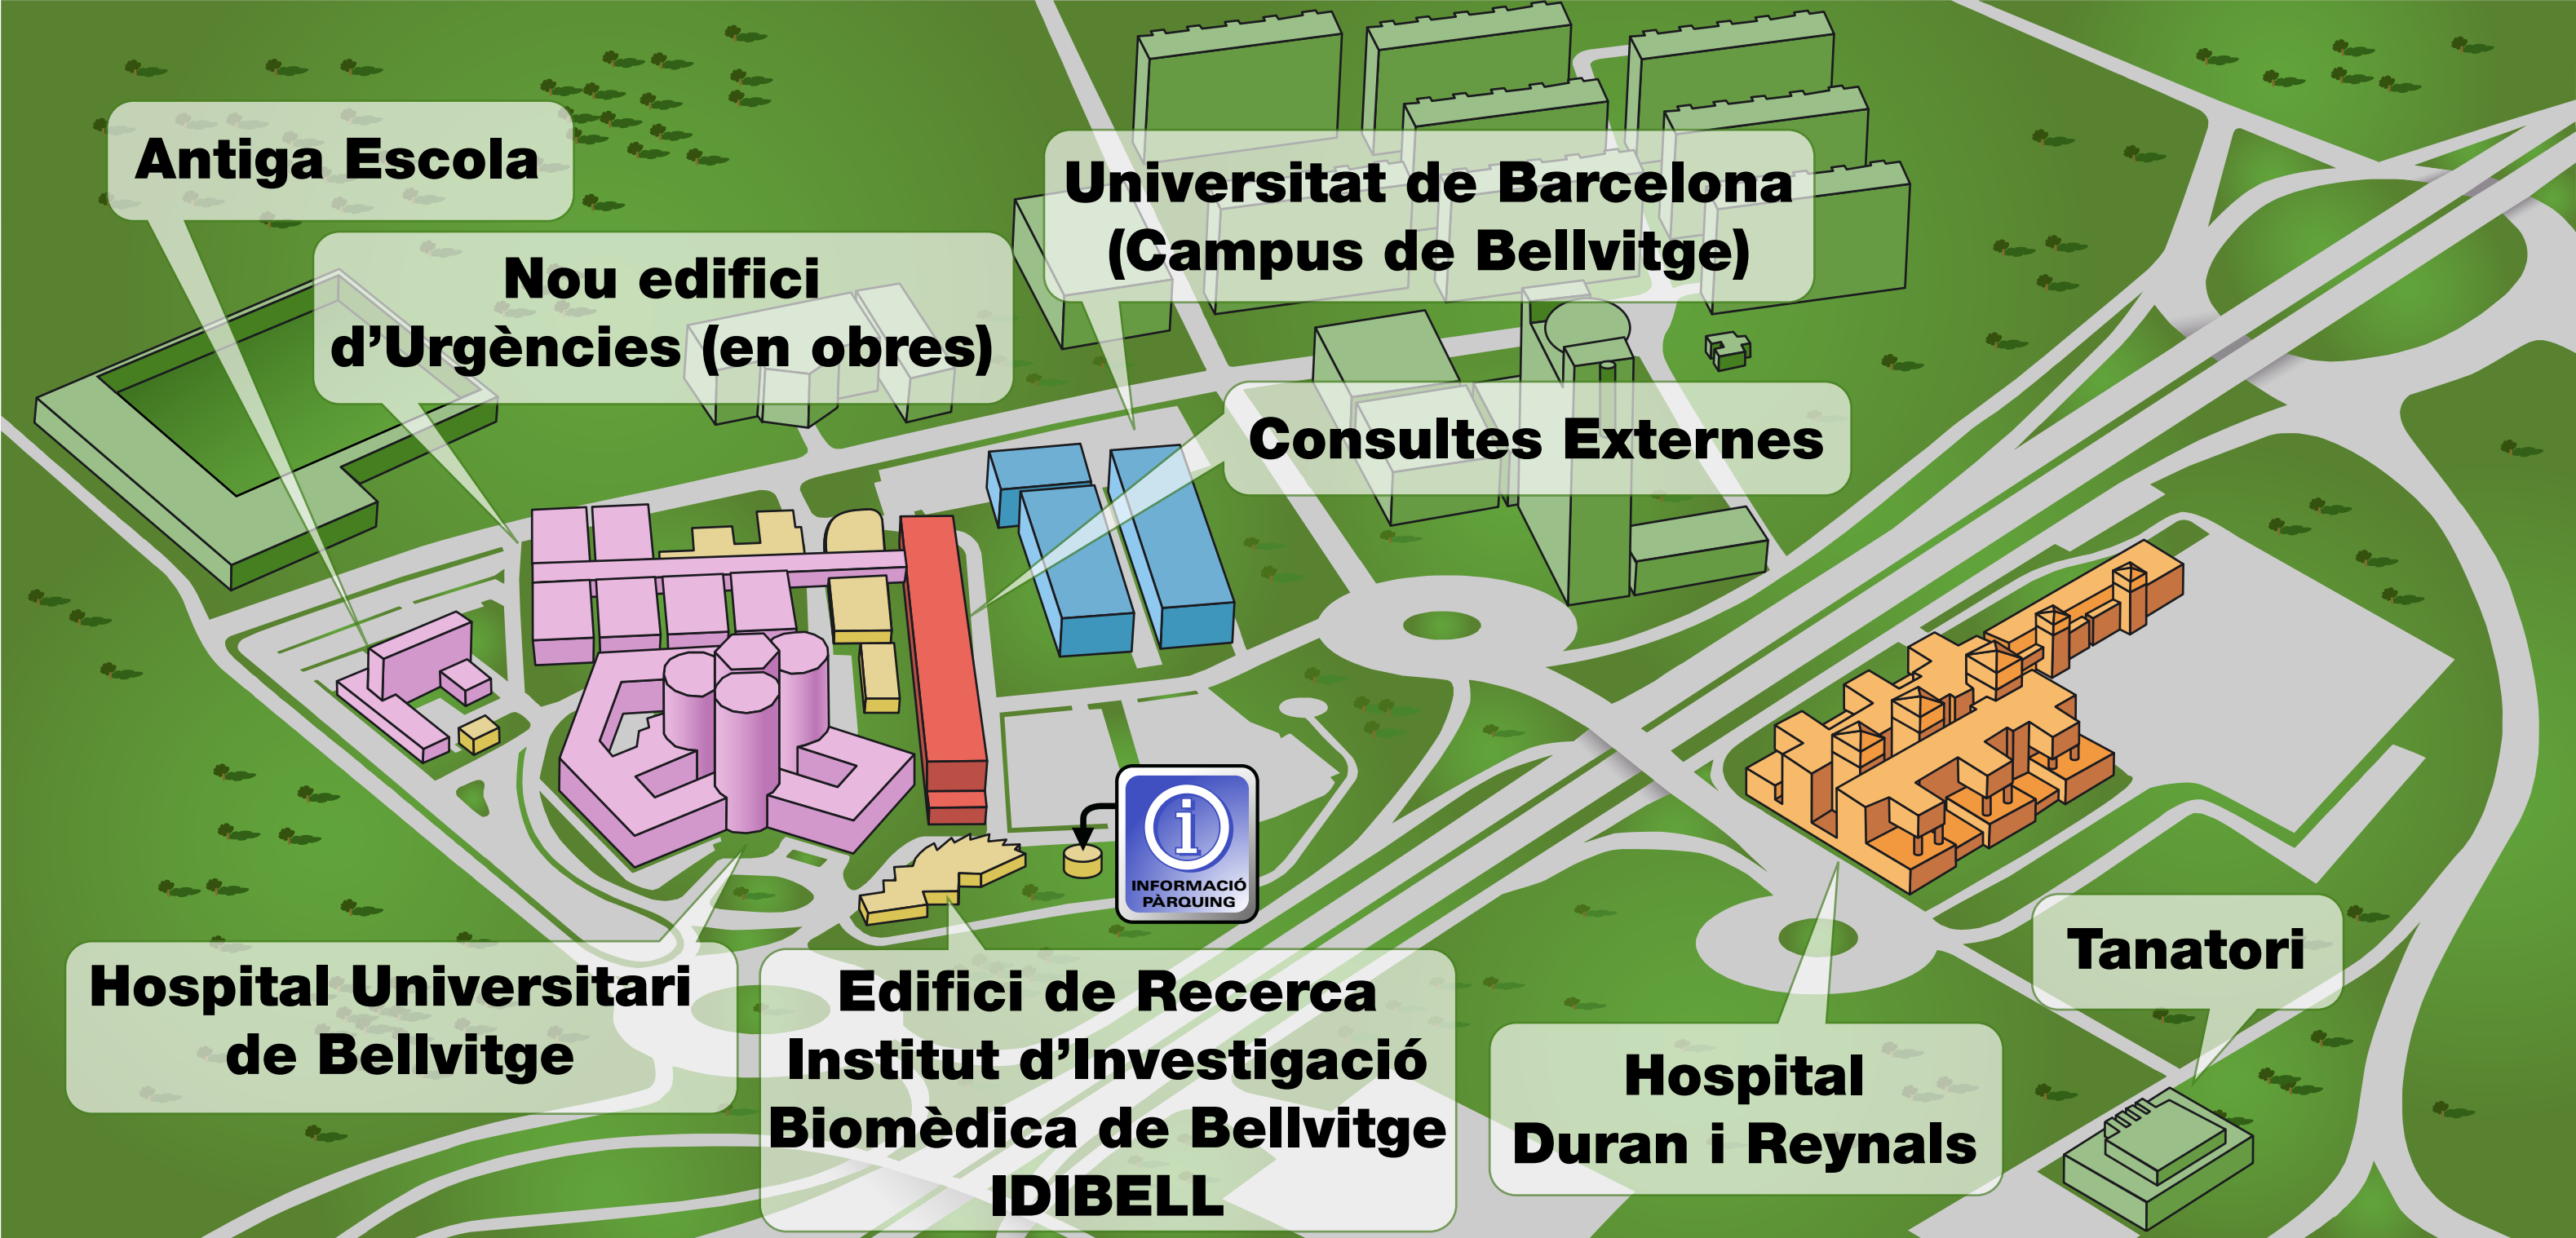 Antiga Escola
Nou edifici
d’Urgències (en obres)
Universitat de Barcelona
(Campus de Bellvitge)
Consultes Externes
INFORMACIÓ
PÀRQUING
Hospital Universitari
de Bellvitge
Edifici de Recerca
Institut d’Investigació
Biomèdica de Bellvitge
IDIBELL
Hospital
Duran i Reynals
Tanatori